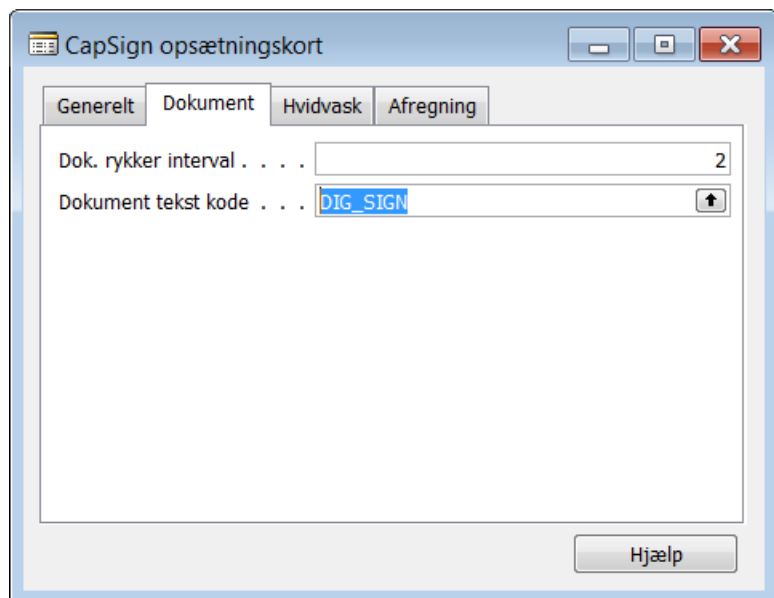 CapSign opsætningskort
Generelt Dokument Hvidvask Afregning
Dok. rykker interval . . . . 2
Dokument tekst kode . . . DIG_SIGN
Hjælp